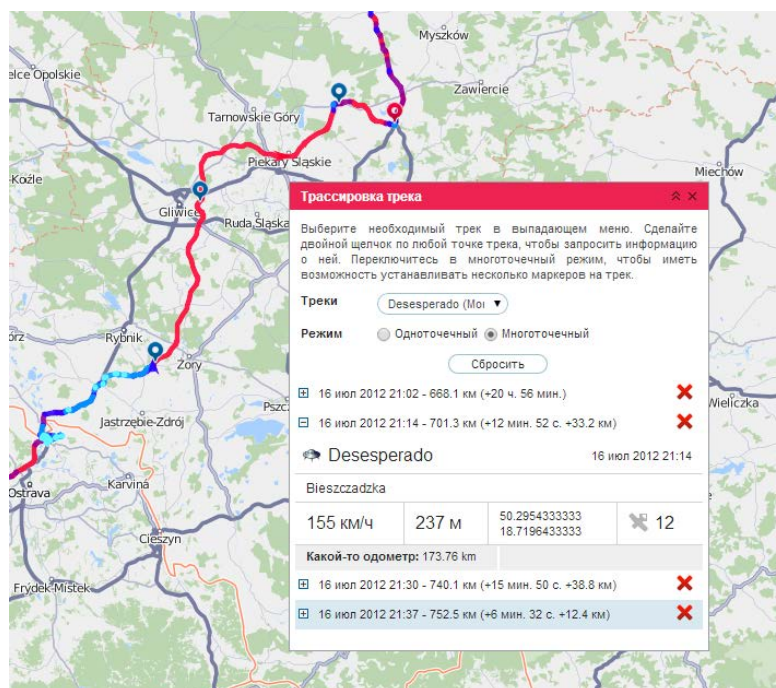 Myszków
elce Opolskie
Zawiercie
Tarnowskie Góry
Piekary Śląskie
Miechów
-Koźle
Gliwice
Ruda Śląska
Трассировка трека
Выберите необходимый трек в выпадающем меню. Сделайте
двойной щелчок по любой точке трека, чтобы запросить информацию
о ней. Переключитесь в многоточечный режим, чтобы иметь
возможность устанавливать несколько маркеров на трек.
Треки Desesperado (Мо
órz
Rybnik
Режим Одноточечный Многоточечный
Żory
Сбросить
16 июл 2012 21:02 - 668.1 км (+20 ч. 56 мин.)
Pszc
Wieliczka
Jastrzębie-Zdrój
16 июл 2012 21:14 - 701.3 км (+12 мин. 52 с. +33.2 км)
Desesperado 16 июл 2012 21:14
Karviná
Bieszczadzka
Ostrava
155 км/ч 237 м 50.2954333333
18.7196433333 12
Cieszyn
Какой-то одометр: 173.76 km
Frýdek-Místek
16 июл 2012 21:30 - 740.1 км (+15 мин. 50 с. +38.8 км)
16 июл 2012 21:37 - 752.5 км (+6 мин. 32 с. +12.4 км)